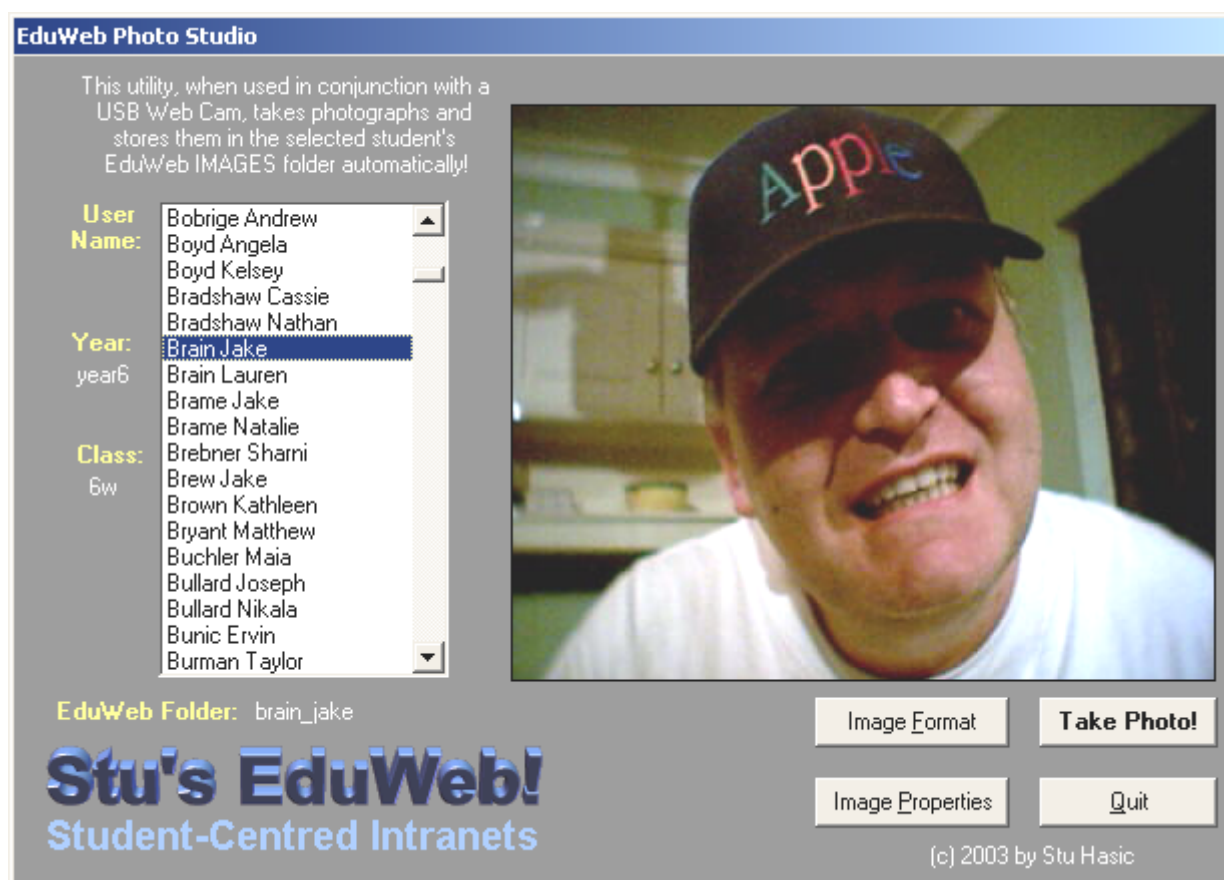 EduWeb Photo Studio
This utility, when used in conjunction with a
USB Web Cam, takes photographs and
stores them in the selected student's
EduWeb IMAGES folder automatically!
User
Name:
Bobrige Andrew
Boyd Angela
Boyd Kelsey
Bradshaw Cassie
Bradshaw Nathan
Brain Jake
Brain Lauren
Brame Jake
Brame Natalie
Brebner Sharni
Brew Jake
Brown Kathleen
Bryant Matthew
Buchler Maia
Bullard Joseph
Bullard Nikala
Bunic Ervin
Burman Taylor
Year:
year6
Class:
6w
Apple
EduWeb Folder: brain_jake
Stu's EduWeb!
Student-Centred Intranets
Image Format
Take Photo!
Image Properties
Quit
(c) 2003 by Stu Hasic